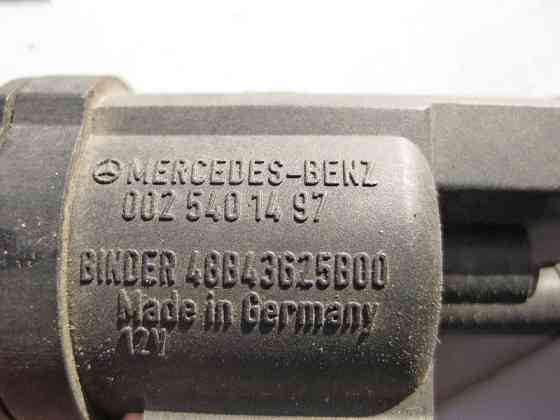 MERCEDES-BENZ
002 540 14 97
BINDER 48B43625B00
Made in Germany
12V